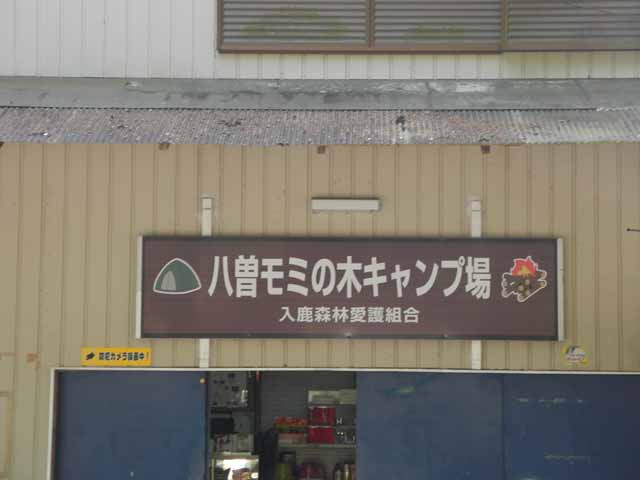 八曽モミの木キャンプ場
入鹿森林愛護組合
防犯カメラ録画中!